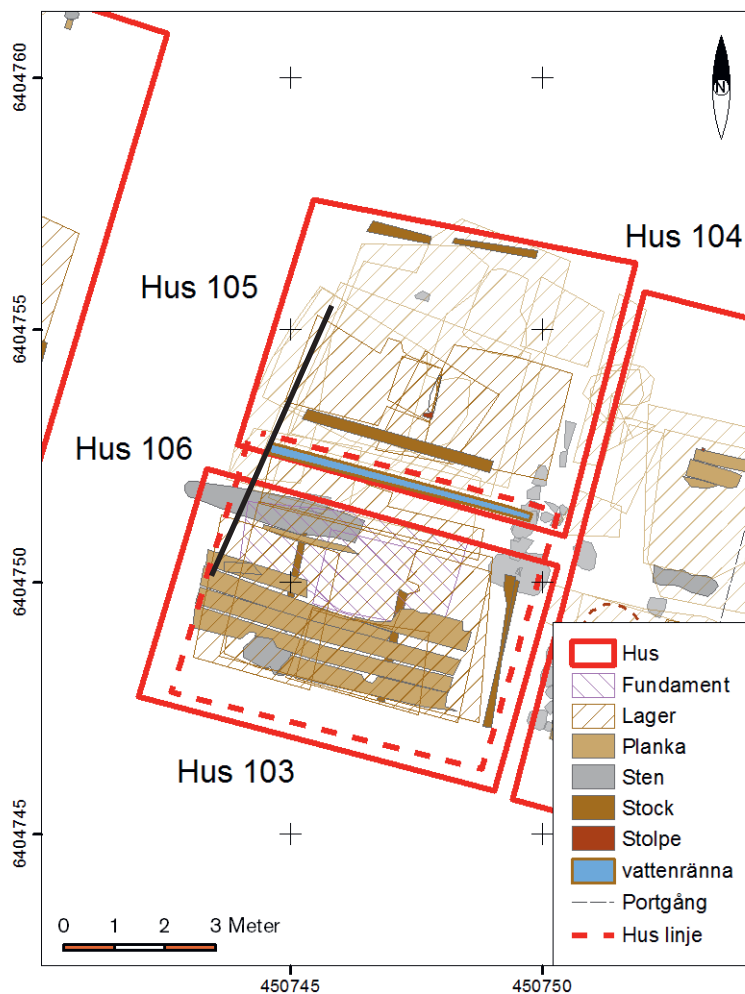 6404760
N
Hus 104
Hus 105
6404755
Hus 106
6404750
Hus 103
6404745
Hus
Fundament
Lager
Planka
Sten
Stock
Stolpe
vattenränna
Portgång
Hus linje
0 1 2 3 Meter
450745 450750